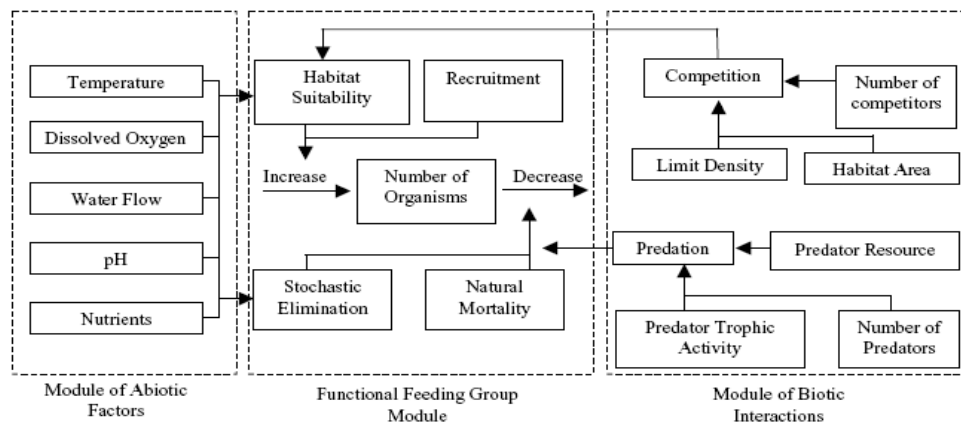 Temperature
Dissolved Oxygen
Water Flow
pH
Nutrients
Module of Abiotic
Factors
Habitat
Suitability
Recruitment
Increase
Number of
Organisms
Decrease
Stochastic
Elimination
Natural
Mortality
Functional Feeding Group
Module
Competition
Number of
competitors
Limit Density
Habitat Area
Predation
Predator Resource
Predator Trophic
Activity
Number of
Predators
Module of Biotic
Interactions